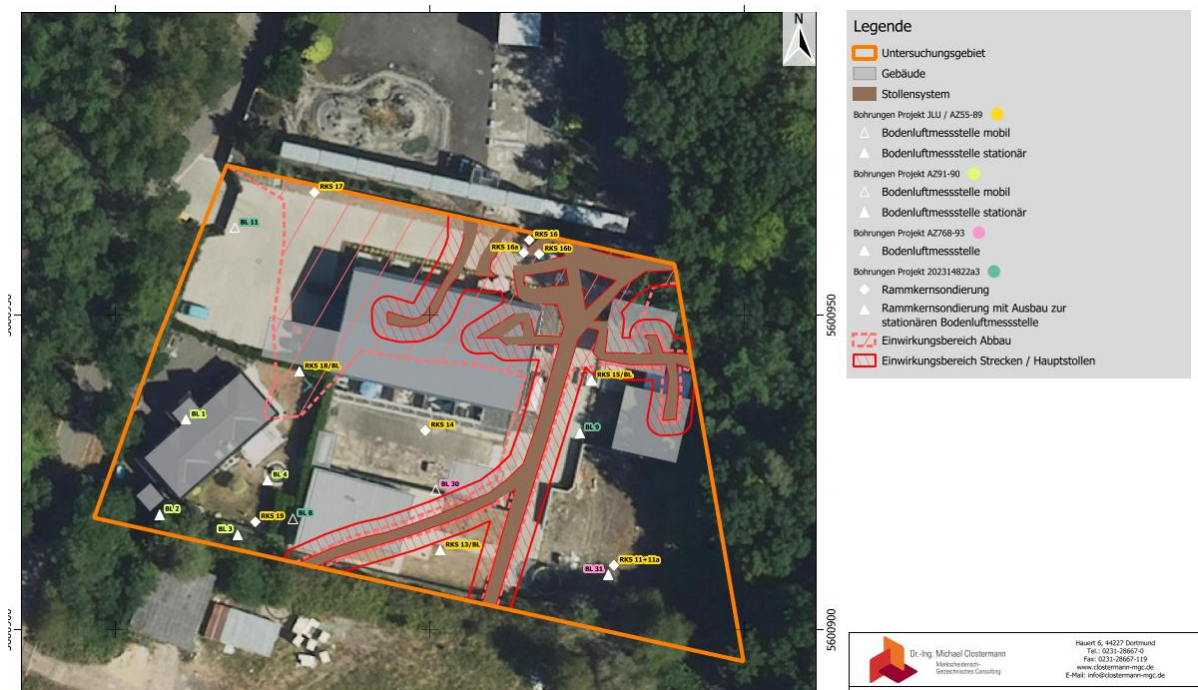 N
RKS 17
BL 11
RKS 16
RKS 16a
RKS 16b
RKS 18/BL
RKS 15/BL
BL 1
RKS 14
BL 9
BL 4
BL 30
BL 2
RKS 19
BL 8
BL 3
RKS 13/BL
RKS 11+11a
BL 31
5600950
5600950
5600900
5600900
Legende
Untersuchungsgebiet
Gebäude
Stollensystem
Bohrungen Projekt JLU / AZ55-89
Bodenluftmessstelle mobil
Bodenluftmessstelle stationär
Bohrungen Projekt AZ91-90
Bodenluftmessstelle mobil
Bodenluftmessstelle stationär
Bohrungen Projekt AZ768-93
Bodenluftmessstelle
Bohrungen Projekt 202314822a3
Rammkernsondierung
Rammkernsondierung mit Ausbau zur
stationären Bodenluftmessstelle
Einwirkungsbereich Abbau
Einwirkungsbereich Strecken / Hauptstollen
Dr.-Ing. Michael Clostermann
Markscheiderisch-
Geotechnisches Consulting
Hauert 6, 44227 Dortmund
Tel.: 0231-28667-0
Fax: 0231-28667-119
www.clostermann-mgc.de
E-Mail: info@clostermann-mgc.de